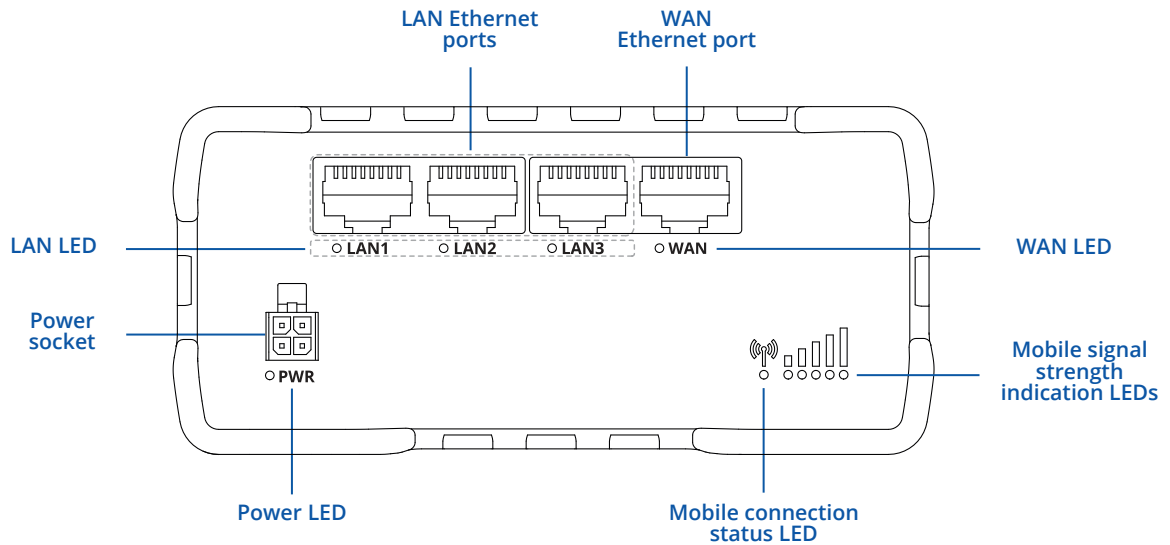 LAN Ethernet
ports
WAN
Ethernet port
LAN LED
LAN1
LAN2
LAN3
WAN
WAN LED
Power
socket
PWR
Mobile signal
strength
indication LEDs
Power LED
Mobile connection
status LED